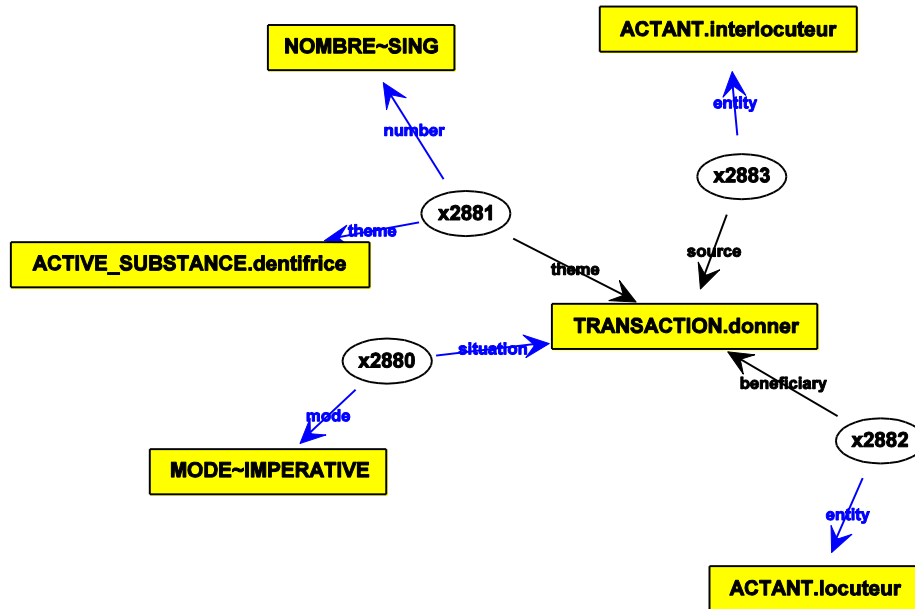 ACTANT.interlocuteur
NOMBRE~SING
entity
number
x2883
x2881
theme
source
ACTIVE_SUBSTANCE.dentifrice
theme
TRANSACTION.donner
situation
x2880
beneficiary
mode
x2882
MODE~IMPERATIVE
entity
ACTANT.locuteur